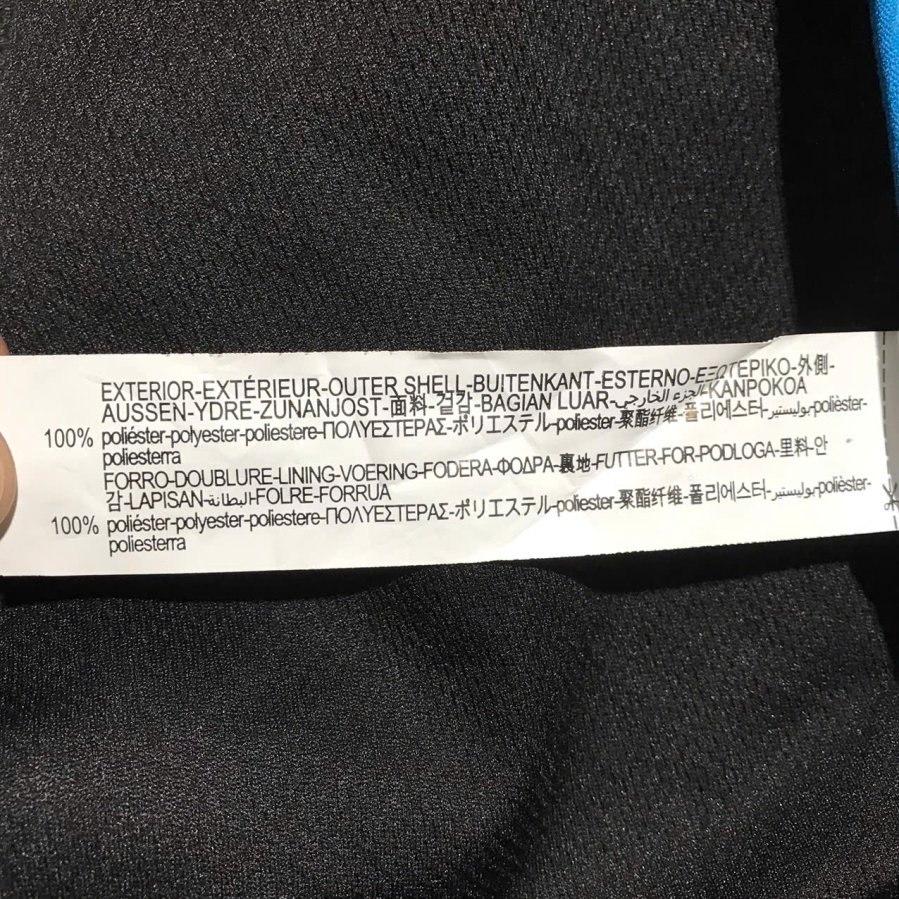 EXTERIOR-EXTÉRIEUR-OUTER SHELL-BUITENKANT-ESTERNO-ΕΞΩΤΕΡΙΚΟ-外側-
AUSSEN-YDRE-ZUNANJOST-面料-겉감-BAGIAN LUAR-الجزء الخارجي-KANPOKOA
100% poliéster-polyester-poliestere-ΠΟΛΥΕΣΤΕΡΑΣ-ポリエステル-poliester-聚酯纤维-폴리에스터-بوليستير-polièster-
poliesterra
FORRO-DOUBLURE-LINING-VOERING-FODERA-ΦΟΔΡΑ-裏地-FUTTER-FOR-PODLOGA-里料-안
감-LAPISAN-البطانة-FOLRE-FORRUA
100% poliéster-polyester-poliestere-ΠΟΛΥΕΣΤΕΡΑΣ-ポリエステル-poliester-聚酯纤维-폴리에스터-بوليستير-polièster-
poliesterra